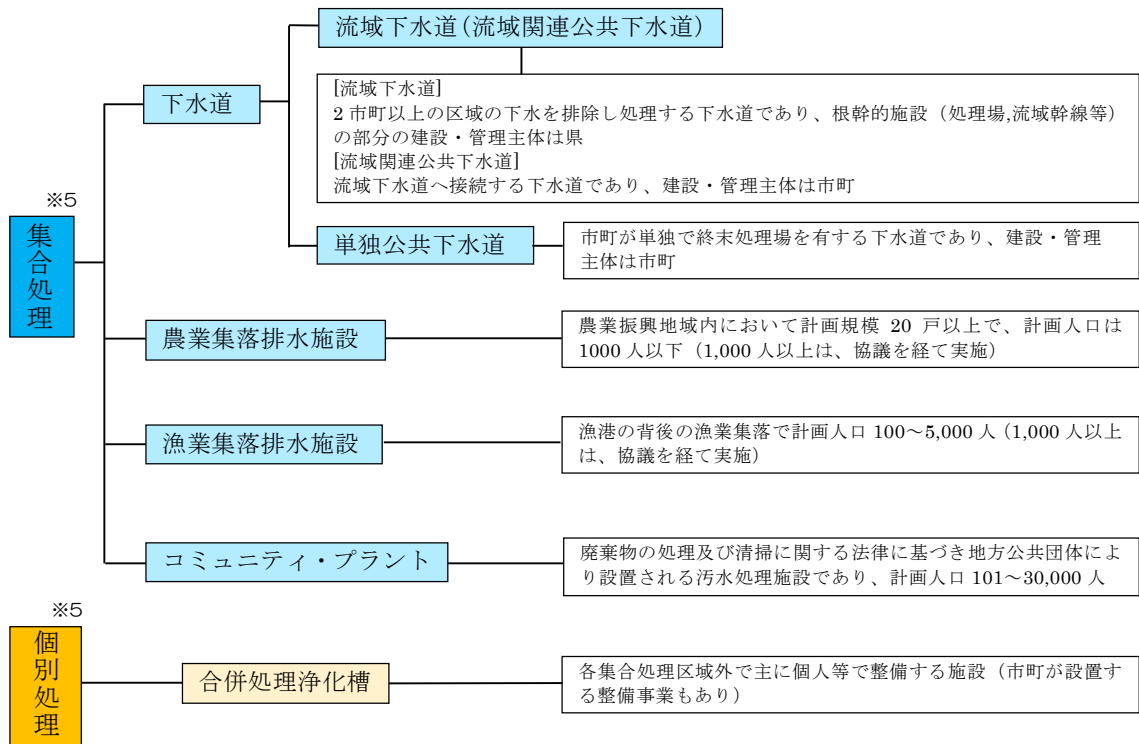 流域下水道(流域関連公共下水道)
下水道
[流域下水道]
2 市町以上の区域の下水を排除し処理する下水道であり、根幹的施設（処理場,流域幹線等）
の部分の建設・管理主体は県
[流域関連公共下水道]
流域下水道へ接続する下水道であり、建設・管理主体は市町
※5
集合処理
単独公共下水道
市町が単独で終末処理場を有する下水道であり、建設・管理
主体は市町
農業集落排水施設
農業振興地域内において計画規模 20 戸以上で、計画人口は
1000 人以下（1,000 人以上は、協議を経て実施）
漁業集落排水施設
漁港の背後の漁業集落で計画人口 100～5,000 人（1,000 人以上
は、協議を経て実施）
コミュニティ・プラント
廃棄物の処理及び清掃に関する法律に基づき地方公共団体によ
り設置される汚水処理施設であり、計画人口 101～30,000 人
※5
個別処理
合併処理浄化槽
各集合処理区域外で主に個人等で整備する施設（市町が設置す
る整備事業もあり）